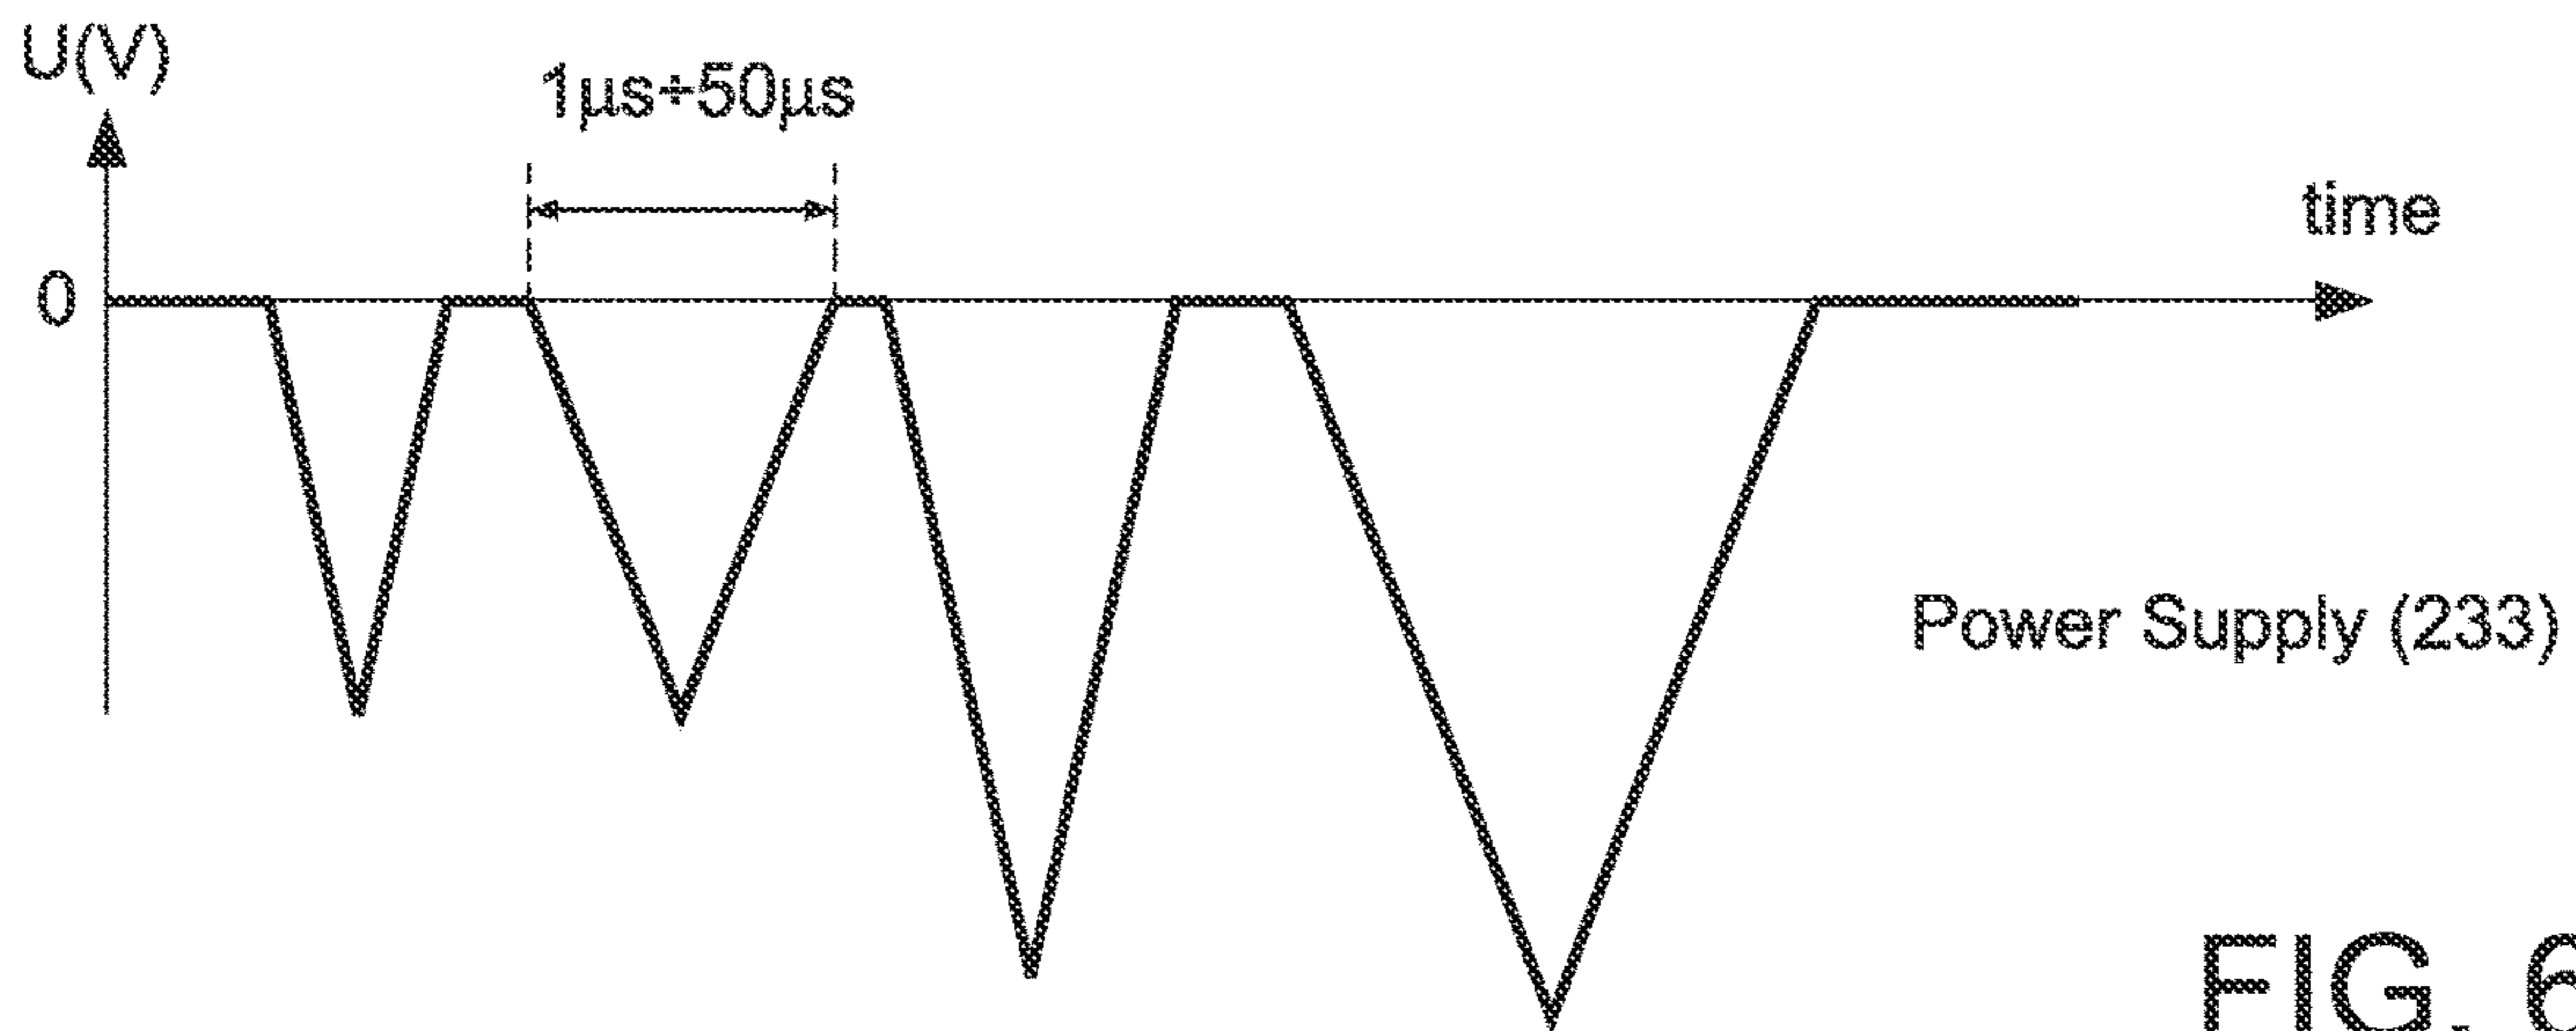 U(V)
1μs÷50μs
time
0
Power Supply (233)
FIG. 6